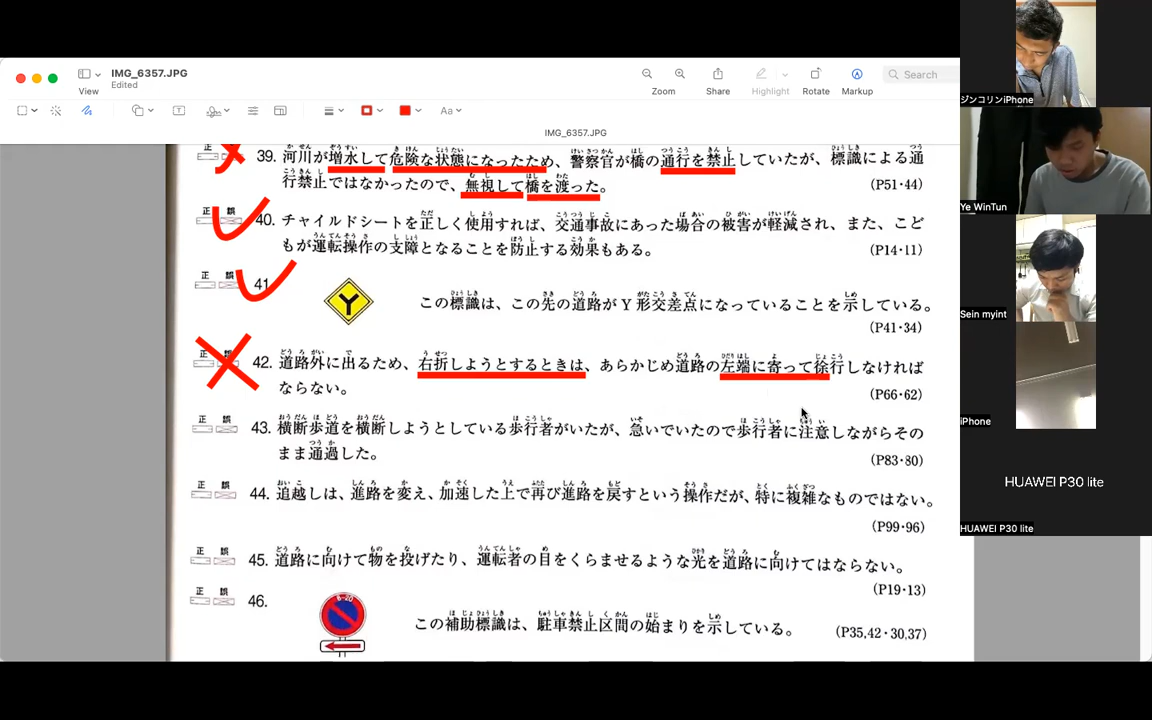 IMG_6357.JPG
Edited
View
Zoom
Share
Highlight
Rotate
Markup
Search
Aa
IMG_6357.JPG
正
39. 河川が増水して危険な状態になったため、警察官が橋の通行を禁止していたが、標識による通
行禁止ではなかったので、無視して橋を渡った。
(P51・44)
正 誤
40. チャイルドシートを正しく使用すれば、交通事故にあった場合の被害が軽減され、また、こど
もが運転操作の支障となることを防止する効果もある。
(P14・11)
正 誤
41
Y
この標識は、この先の道路がY形交差点になっていることを示している。
(P41・34)
正 誤
42. 道路外に出るため、右折しようとするときは、あらかじめ道路の左端に寄って徐行しなければ
ならない。
(P66・62)
正 誤
43. 横断歩道を横断しようとしている歩行者がいたが、急いでいたので歩行者に注意しながらその
まま通過した。
(P83・80)
正 誤
44. 追越しは、進路を変え、加速した上で再び進路を戻すという操作だが、特に複雑なものではない。
(P99・96)
正 誤
45. 道路に向けて物を投げたり、運転者の目をくらませるような光を道路に向けてはならない。
(P19・13)
正 誤
46.
8-20
この補助標識は、駐車禁止区間の始まりを示している。
(P35,42・30,37)
ジンコリンiPhone
Ye WinTun
Sein myint
iPhone
HUAWEI P30 lite
HUAWEI P30 lite